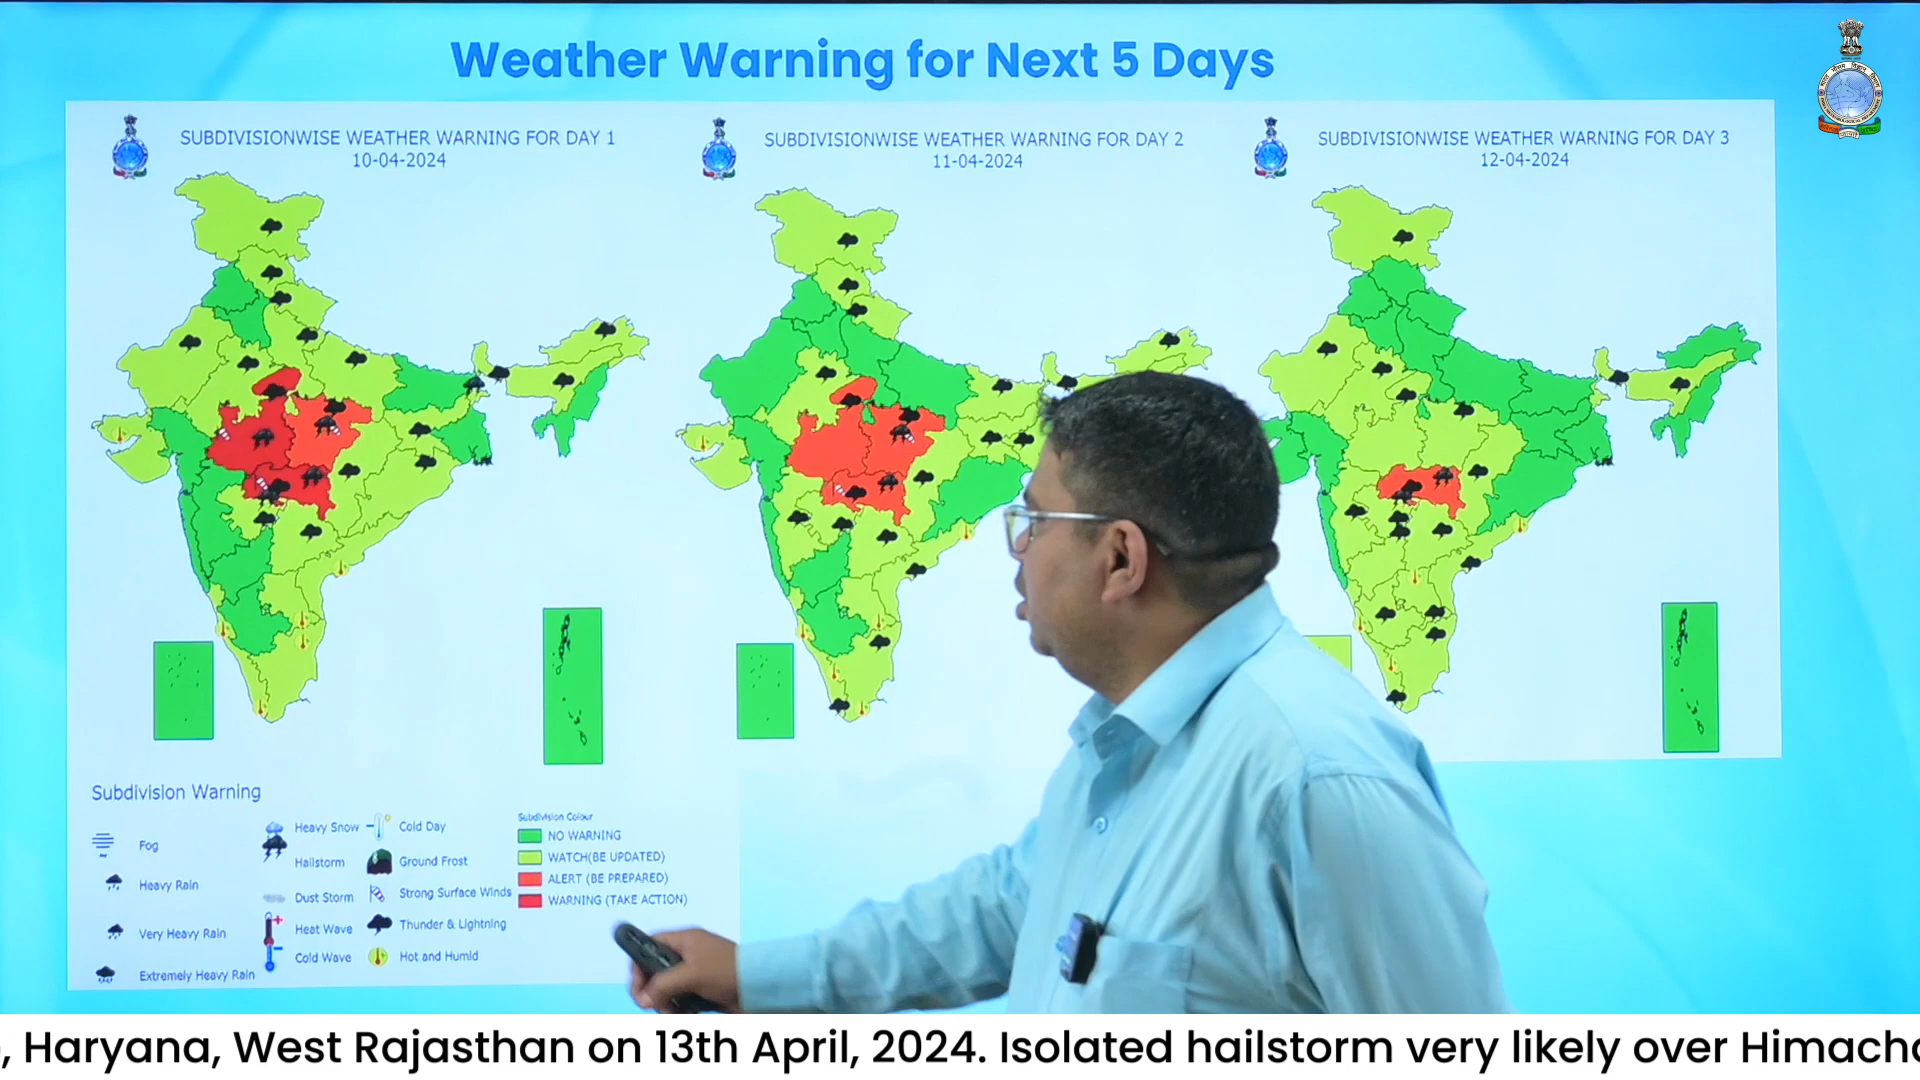 Weather Warning for Next 5 Days
SUBDIVISIONWISE WEATHER WARNING FOR DAY 1
10-04-2024
SUBDIVISIONWISE WEATHER WARNING FOR DAY 2
11-04-2024
SUBDIVISIONWISE WEATHER WARNING FOR DAY 3
12-04-2024
Subdivision Warning
Fog
Heavy Rain
Very Heavy Rain
Extremely Heavy Rain
Heavy Snow
Hailstorm
Dust Storm
Heat Wave
Cold Wave
Cold Day
Ground Frost
Strong Surface Winds
Thunder & Lightning
Hot and Humid
Subdivision Colour
NO WARNING
WATCH(BE UPDATED)
ALERT (BE PREPARED)
WARNING (TAKE ACTION)
, Haryana, West Rajasthan on 13th April, 2024. Isolated hailstorm very likely over Himacha